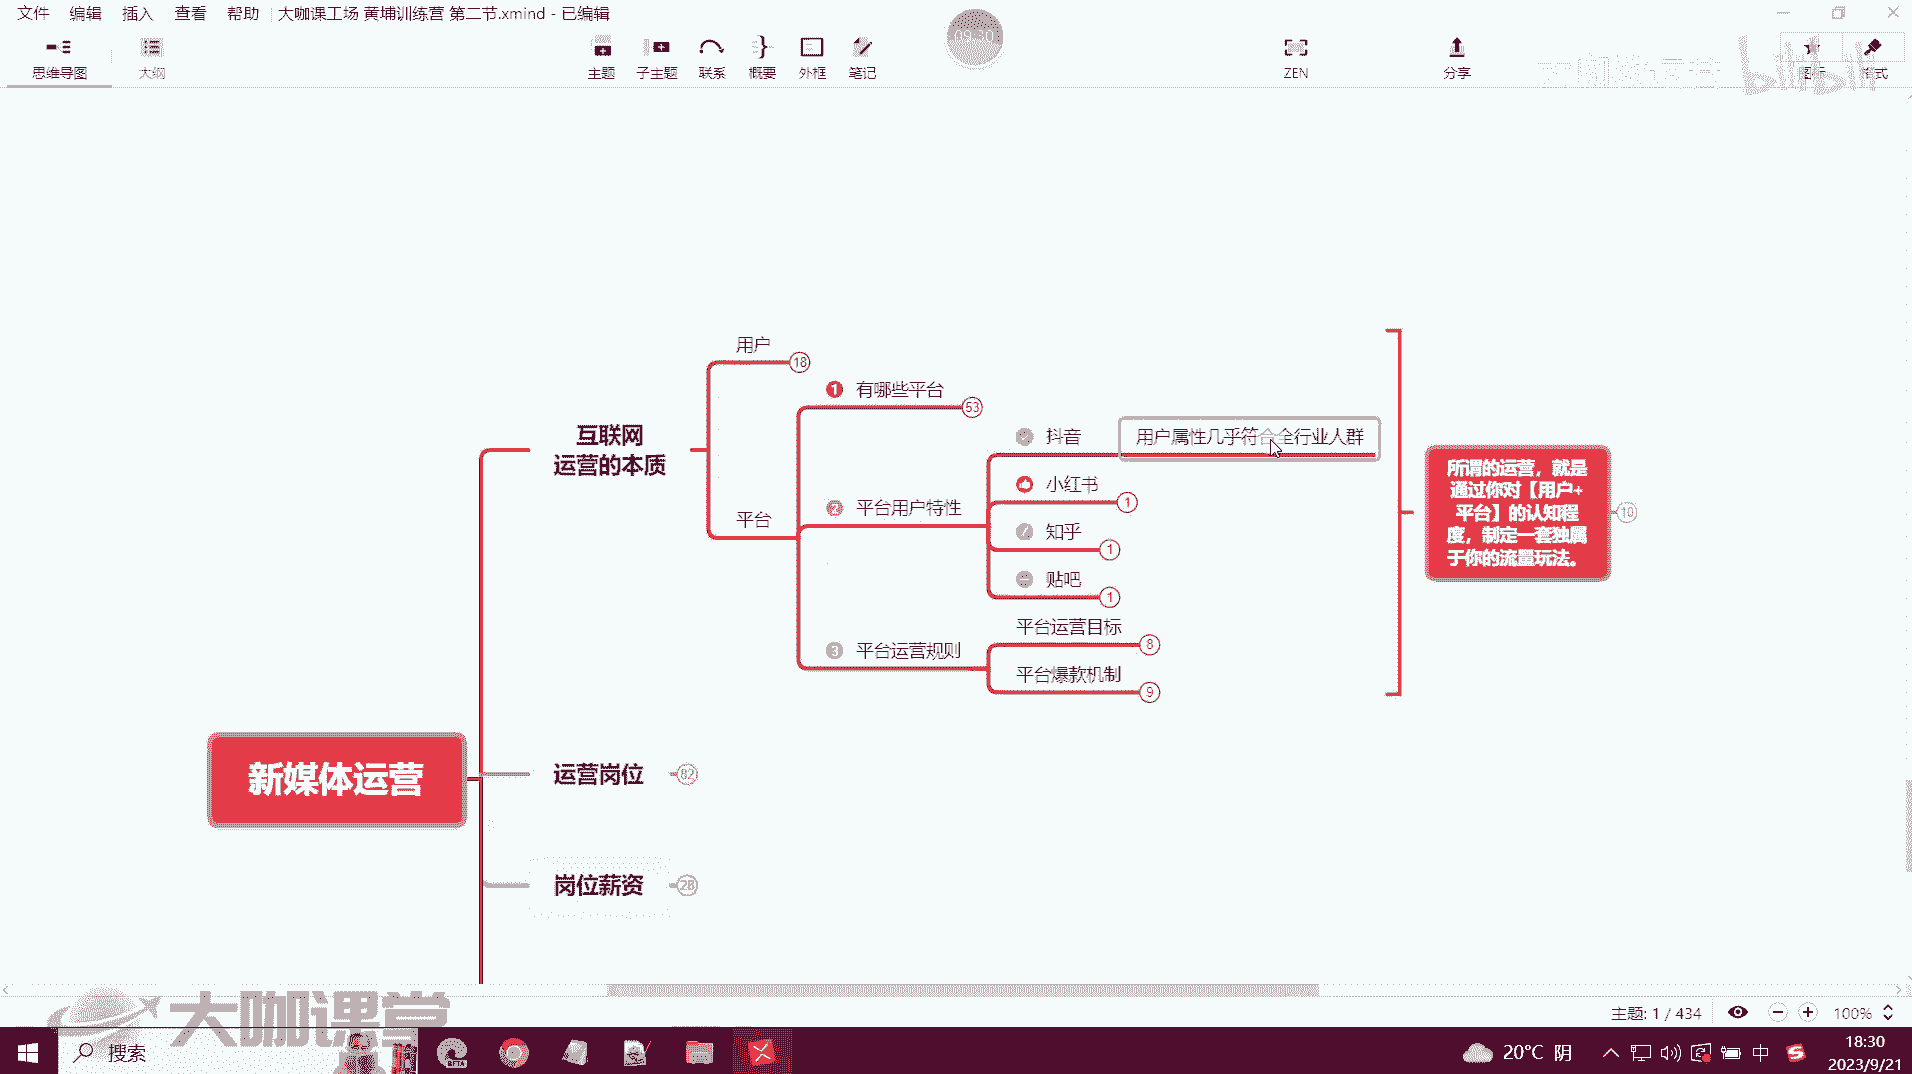 文件 编辑 插入 查看 帮助 大咖课工场 黄埔训练营 第二节.xmind - 已编辑
思维导图 大纲 主题 子主题 联系 概要 外框 笔记 ZEN 分享 图标 格式
09:30
bilibili
用户
18
1 有哪些平台
53
互联网
运营的本质
抖音 用户属性几乎符合全行业人群
小红书
1
2 平台用户特性
平台
知乎
1
贴吧
1
平台运营目标
8
3 平台运营规则
平台爆款机制
9
所谓的运营，就是
通过你对【用户+
平台】的认知程
度，制定一套独属
于你的流量玩法。
10
新媒体运营
运营岗位
82
岗位薪资
28
大咖课堂
主题: 1 / 434 100%
搜索
BETA
20°C 阴 中
18:30
2023/9/21